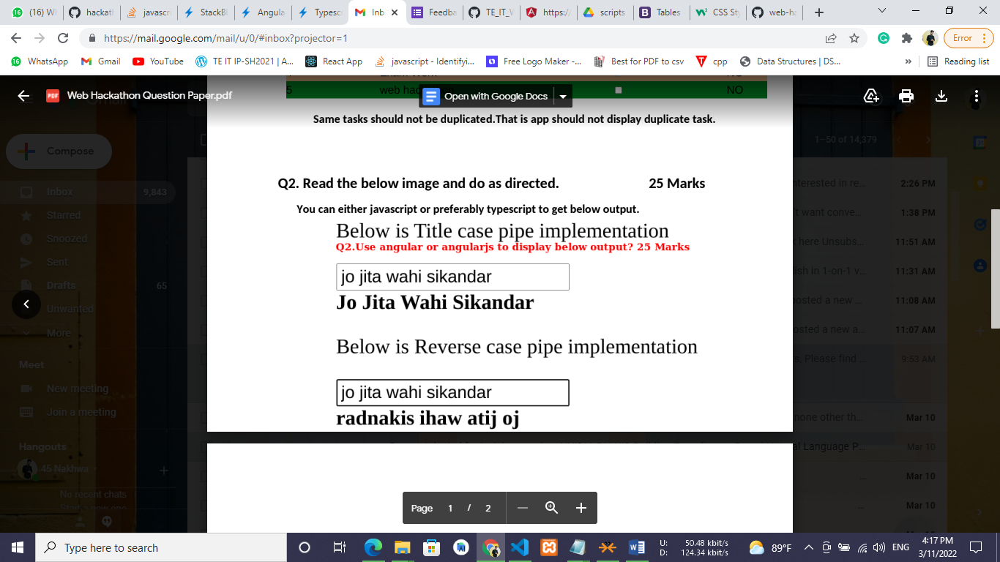 (16) W
hackath
javascri
StackBl
Angula
Typesc
Inb
Feedba
TE_IT_V
https:/
scripts
Tables
CSS Sty
web-ha
https://mail.google.com/mail/u/0/#inbox?projector=1
Error
WhatsApp
Gmail
YouTube
TE IT IP-SH2021 | A...
React App
javascript - Identifyi...
Free Logo Maker -...
Best for PDF to csv
cpp
Data Structures | DS...
»
Reading list
5 web NO
PDF Web Hackathon Question Paper.pdf
Open with Google Docs
Same tasks should not be duplicated.That is app should not display duplicate task.
1–50 of 14,379
Compose
Q2. Read the below image and do as directed. 25 Marks
nterested in re... 2:26 PM
Inbox 9,843
You can either javascript or preferably typescript to get below output.
Starred
't want conve... 1:38 PM
Below is Title case pipe implementation
Snoozed
here Unsubs... 11:51 AM
Q2.Use angular or angularjs to display below output? 25 Marks
Sent
ish in 1-on-1 v... 11:31 AM
jo jita wahi sikandar
Drafts 65
Jo Jita Wahi Sikandar
osted a new ... 11:08 AM
Unwanted
More
osted a new a... 11:07 AM
Below is Reverse case pipe implementation
Meet
s, Please find ... 9:53 AM
New meeting
jo jita wahi sikandar
Join a meeting
radnakis ihaw atij oj
none other th... Mar 10
Hangouts
al Language P... Mar 10
45 Nakhwa
... Mar 10
No recent chats
... Mar 10
Page 1 / 2
Type here to search
U: 50.48 kbit/s
D: 124.34 kbit/s
89°F
ENG
4:17 PM
3/11/2022